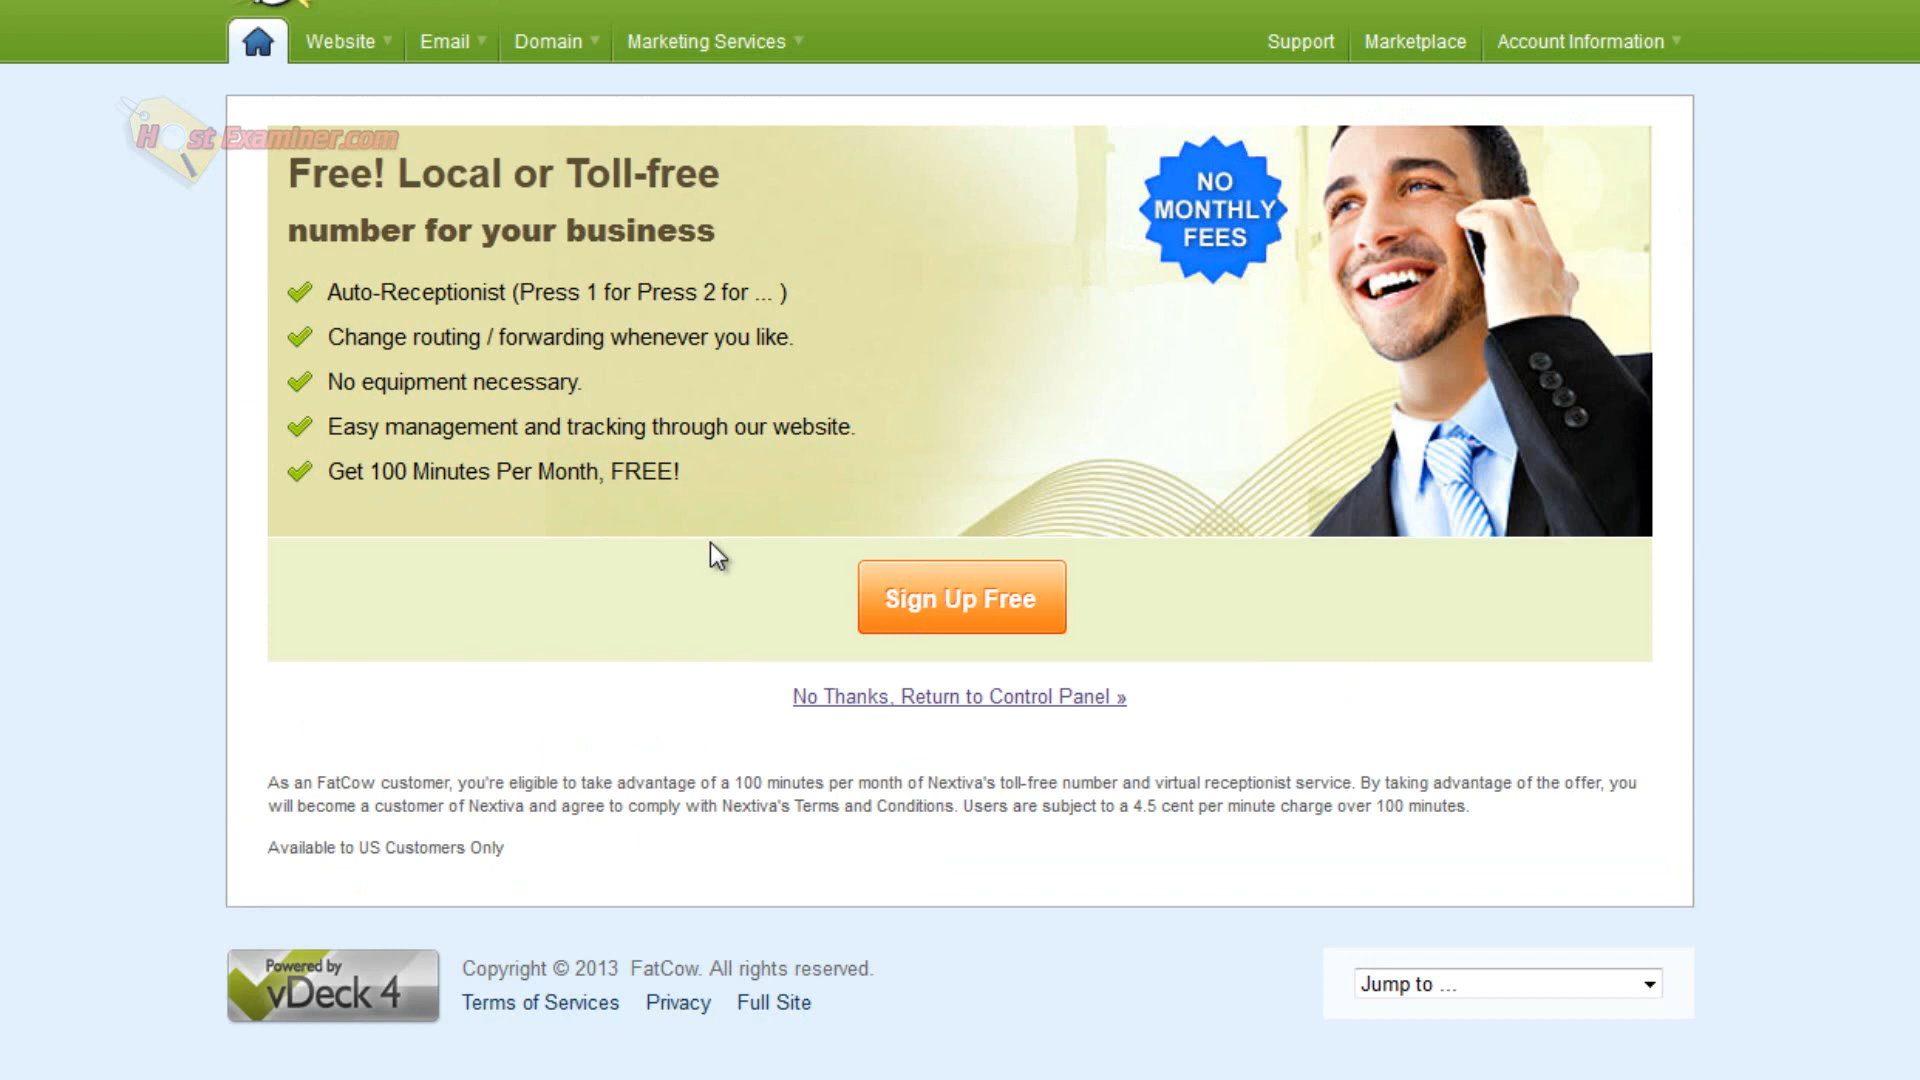 Website
Email
Domain
Marketing Services
Support
Marketplace
Account Information
Host Examiner.com
Free! Local or Toll-free
number for your business
NO
MONTHLY
FEES
Auto-Receptionist (Press 1 for Press 2 for ... )
Change routing / forwarding whenever you like.
No equipment necessary.
Easy management and tracking through our website.
Get 100 Minutes Per Month, FREE!
Sign Up Free
No Thanks, Return to Control Panel »
As an FatCow customer, you're eligible to take advantage of a 100 minutes per month of Nextiva's toll-free number and virtual receptionist service. By taking advantage of the offer, you
will become a customer of Nextiva and agree to comply with Nextiva's Terms and Conditions. Users are subject to a 4.5 cent per minute charge over 100 minutes.
Available to US Customers Only
Powered by
vDeck 4
Copyright © 2013 FatCow. All rights reserved.
Terms of Services Privacy Full Site
Jump to ...